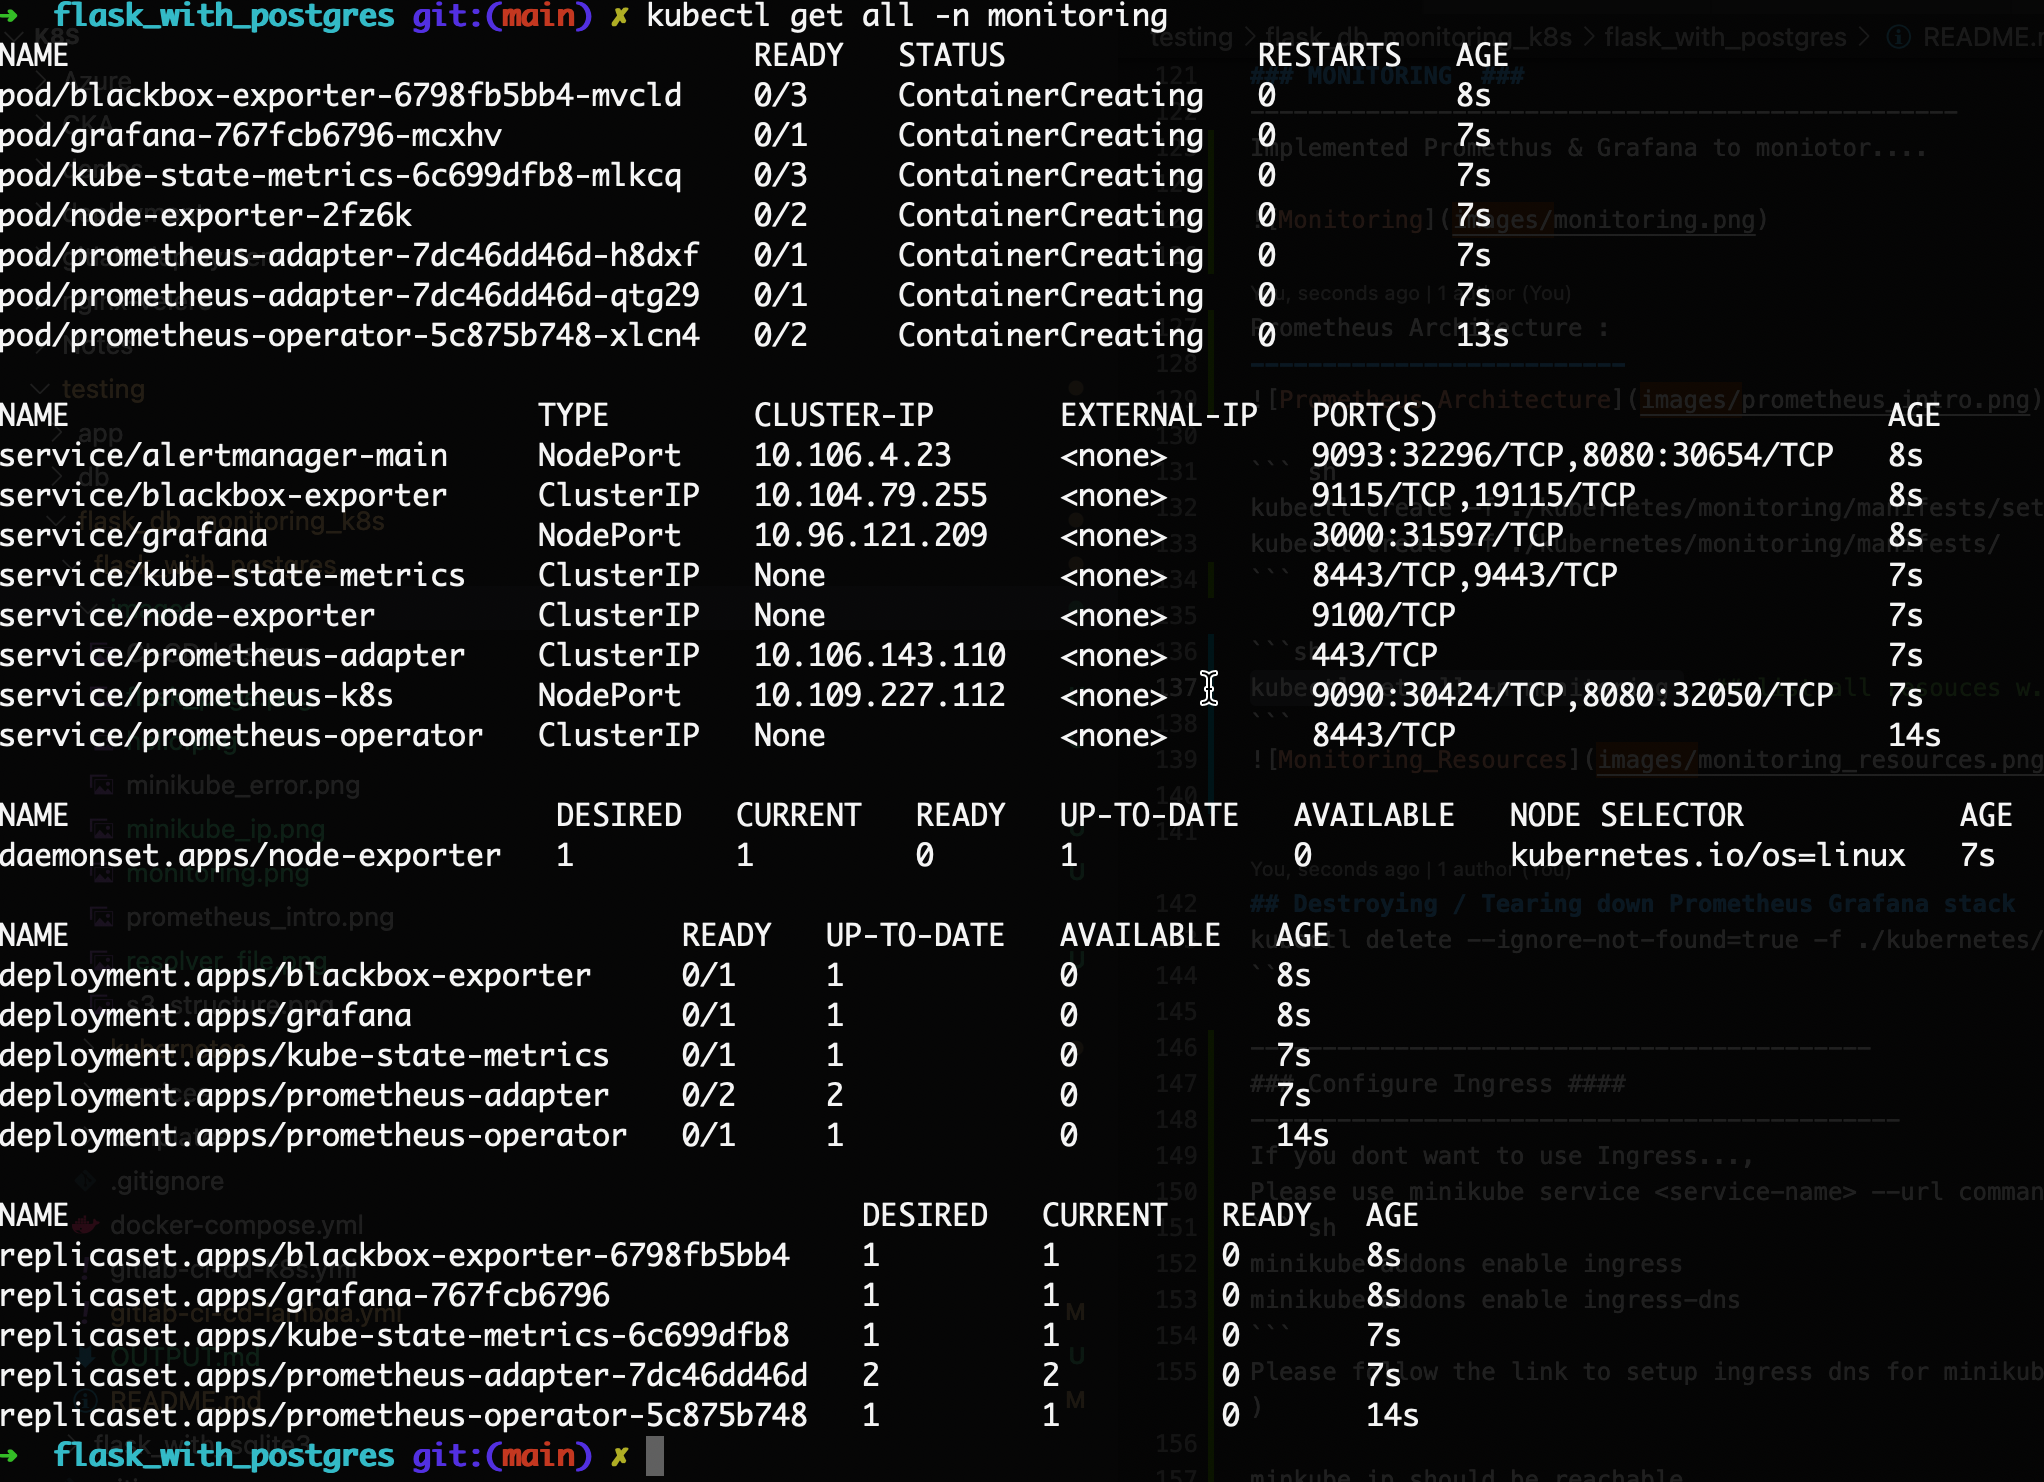 ➜  flask_with_postgres git:(main) ✗ kubectl get all -n monitoring
NAME                                       READY   STATUS              RESTARTS   AGE
pod/blackbox-exporter-6798fb5bb4-mvcld     0/3     ContainerCreating   0          8s
pod/grafana-767fcb6796-mcxhv               0/1     ContainerCreating   0          7s
pod/kube-state-metrics-6c699dfb8-mlkcq     0/3     ContainerCreating   0          7s
pod/node-exporter-2fz6k                    0/2     ContainerCreating   0          7s
pod/prometheus-adapter-7dc46dd46d-h8dxf    0/1     ContainerCreating   0          7s
pod/prometheus-adapter-7dc46dd46d-qtg29    0/1     ContainerCreating   0          7s
pod/prometheus-operator-5c875b748-xlcn4    0/2     ContainerCreating   0          13s
NAME                          TYPE        CLUSTER-IP       EXTERNAL-IP   PORT(S)                         AGE
service/alertmanager-main     NodePort    10.106.4.23      <none>        9093:32296/TCP,8080:30654/TCP   8s
service/blackbox-exporter     ClusterIP   10.104.79.255    <none>        9115/TCP,19115/TCP              8s
service/grafana               NodePort    10.96.121.209    <none>        3000:31597/TCP                  8s
service/kube-state-metrics    ClusterIP   None             <none>        8443/TCP,9443/TCP               7s
service/node-exporter         ClusterIP   None             <none>        9100/TCP                        7s
service/prometheus-adapter    ClusterIP   10.106.143.110   <none>        443/TCP                         7s
service/prometheus-k8s        NodePort    10.109.227.112   <none>        9090:30424/TCP,8080:32050/TCP   7s
service/prometheus-operator   ClusterIP   None             <none>        8443/TCP                        14s
NAME                           DESIRED   CURRENT   READY   UP-TO-DATE   AVAILABLE   NODE SELECTOR            AGE
daemonset.apps/node-exporter   1         1         0       1            0           kubernetes.io/os=linux   7s
NAME                                  READY   UP-TO-DATE   AVAILABLE   AGE
deployment.apps/blackbox-exporter     0/1     1            0           8s
deployment.apps/grafana               0/1     1            0           8s
deployment.apps/kube-state-metrics    0/1     1            0           7s
deployment.apps/prometheus-adapter    0/2     2            0           7s
deployment.apps/prometheus-operator   0/1     1            0           14s
NAME                                            DESIRED   CURRENT   READY   AGE
replicaset.apps/blackbox-exporter-6798fb5bb4    1         1         0       8s
replicaset.apps/grafana-767fcb6796              1         1         0       8s
replicaset.apps/kube-state-metrics-6c699dfb8    1         1         0       7s
replicaset.apps/prometheus-adapter-7dc46dd46d   2         2         0       7s
replicaset.apps/prometheus-operator-5c875b748   1         1         0       14s
➜  flask_with_postgres git:(main) ✗